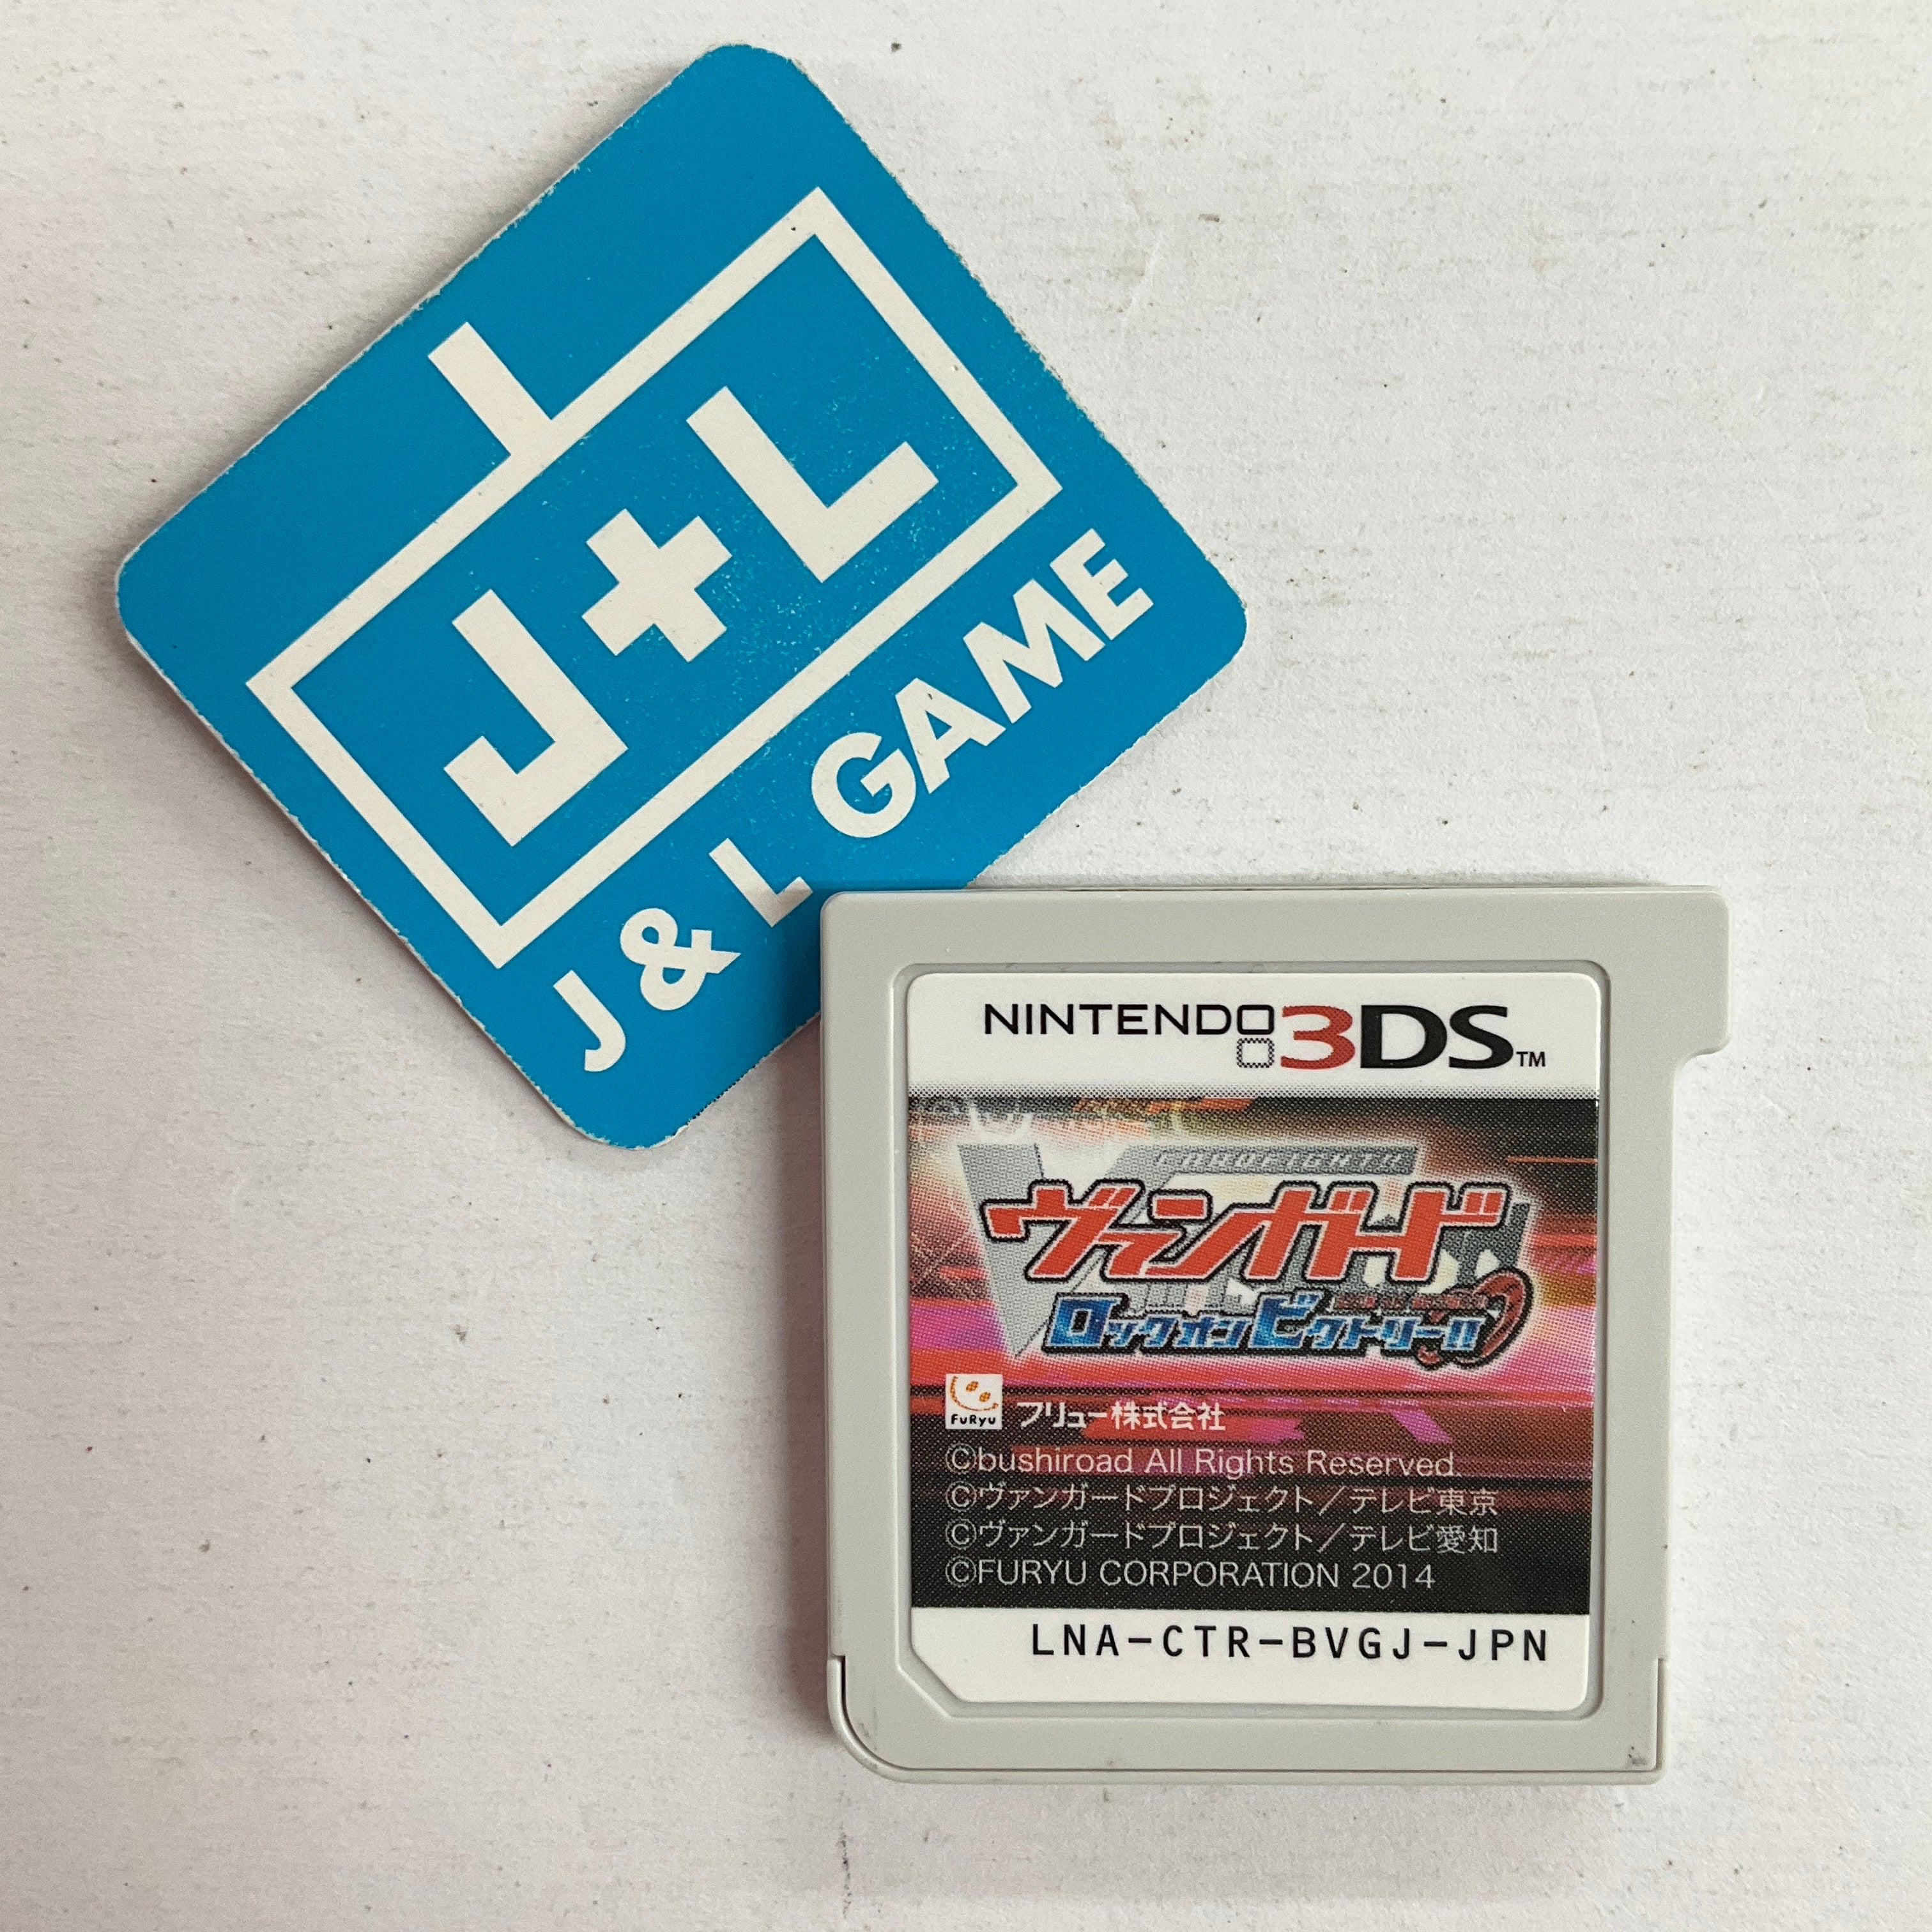 J+L
J & L GAME
NINTENDO 3DS™
CARDFIGHT!!
ヴァンガード
ロックオンビクトリー!!
FuRyu フリュー株式会社
©bushiroad All Rights Reserved.
©ヴァンガードプロジェクト／テレビ東京
©ヴァンガードプロジェクト／テレビ愛知
©FURYU CORPORATION 2014
LNA-CTR-BVGJ-JPN